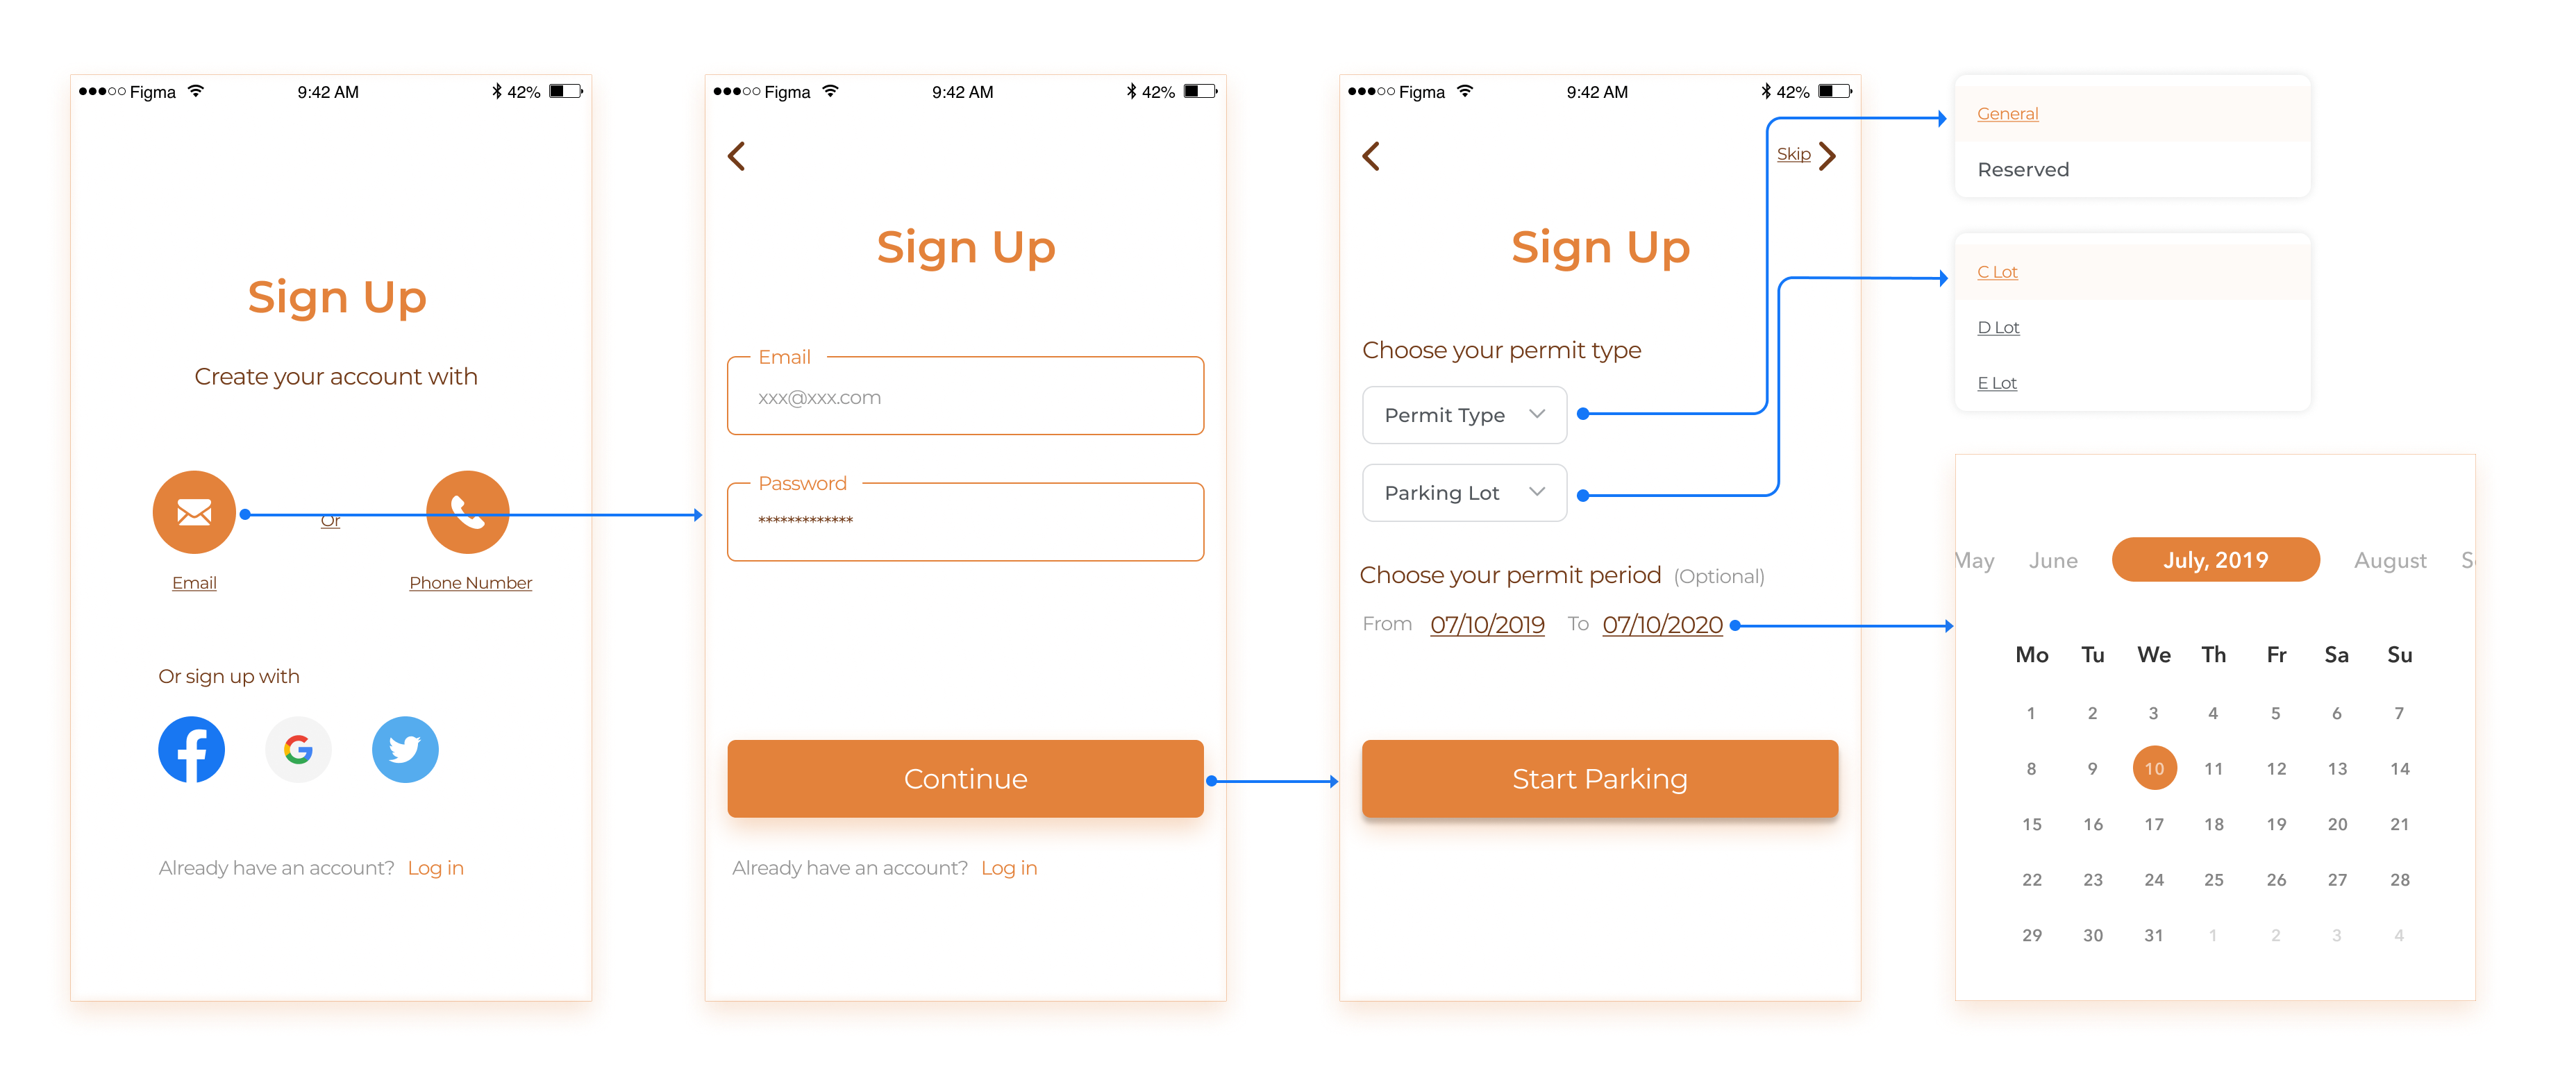 Figma 9:42 AM 42%
Sign Up
Create your account with
Or
Email Phone Number
Or sign up with
Already have an account? Log in
Figma 9:42 AM 42%
Sign Up
Email
xxx@xxx.com
Password
*************
Continue
Already have an account? Log in
Figma 9:42 AM 42%
Skip
Sign Up
Choose your permit type
Permit Type
Parking Lot
Choose your permit period (Optional)
From 07/10/2019 To 07/10/2020
Start Parking
General
Reserved
C Lot
D Lot
E Lot
May June July, 2019 August S
Mo Tu We Th Fr Sa Su
1 2 3 4 5 6 7
8 9 10 11 12 13 14
15 16 17 18 19 20 21
22 23 24 25 26 27 28
29 30 31 1 2 3 4